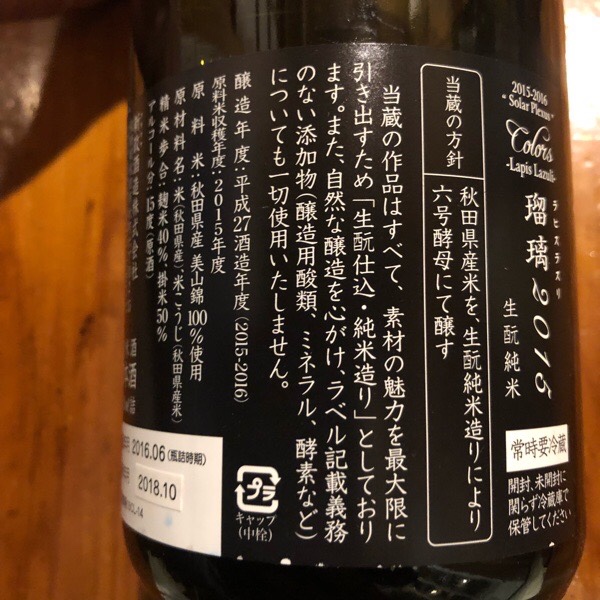 2015-2016
"Solar Plexus"
Colors
-Lapis Lazuli-
ラピスラズリ
瑠璃2015
生酛純米
常時要冷蔵
開封、未開封に
関らず冷蔵庫で
保管してください
当蔵の方針
秋田県産米を、生酛純米造りにより
六号酵母にて醸す
当蔵の作品はすべて、素材の魅力を最大限に
引き出すため「生酛仕込・純米造り」としており
ます。また、自然な醸造を心がけ、ラベル記載義務
のない添加物(醸造用酸類、ミネラル、酵素など)
についても一切使用いたしません。
醸造年度:平成27酒造年度(2015-2016)
原料米収穫年度:2015年度
原料米:秋田県産 美山錦 100%使用
原材料名:米(秋田県産)、米こうじ(秋田県産米)
精米歩合:麹米40%、掛米50%
アルコール分:15度(原酒)
酒造株式会社
2016.06(瓶詰時期)
2018.10
プラ
キャップ
(中栓)